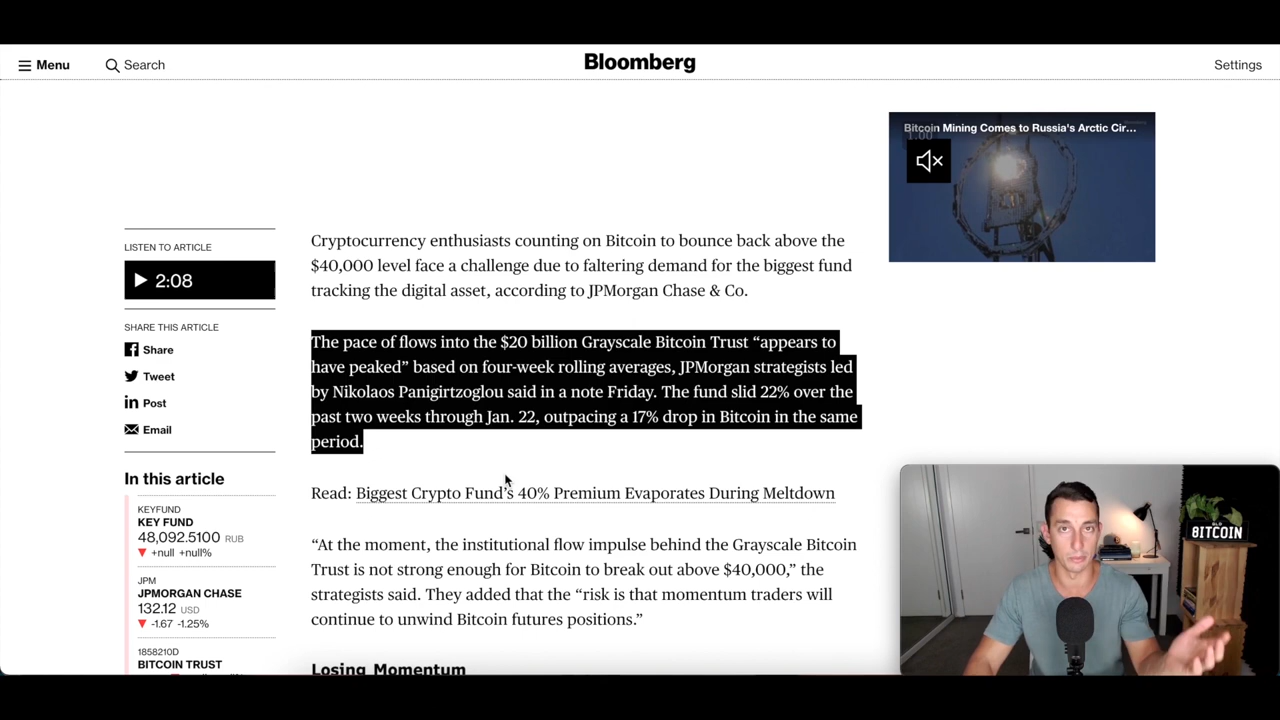 Menu
Search
Bloomberg
Settings
Bitcoin Mining Comes to Russia's Arctic Cir...
1.00
LISTEN TO ARTICLE
2:08
SHARE THIS ARTICLE
Share
Tweet
Post
Email
In this article
KEYFUND
KEY FUND
48,092.5100 RUB
+null +null%
JPM
JPMORGAN CHASE
132.12 USD
-1.67 -1.25%
1858210D
BITCOIN TRUST
Cryptocurrency enthusiasts counting on Bitcoin to bounce back above the
$40,000 level face a challenge due to faltering demand for the biggest fund
tracking the digital asset, according to JPMorgan Chase & Co.
The pace of flows into the $20 billion Grayscale Bitcoin Trust “appears to
have peaked” based on four-week rolling averages, JPMorgan strategists led
by Nikolaos Panigirtzoglou said in a note Friday. The fund slid 22% over the
past two weeks through Jan. 22, outpacing a 17% drop in Bitcoin in the same
period.
Read: Biggest Crypto Fund’s 40% Premium Evaporates During Meltdown
“At the moment, the institutional flow impulse behind the Grayscale Bitcoin
Trust is not strong enough for Bitcoin to break out above $40,000,” the
strategists said. They added that the “risk is that momentum traders will
continue to unwind Bitcoin futures positions.”
Losing Momentum
BITCOIN